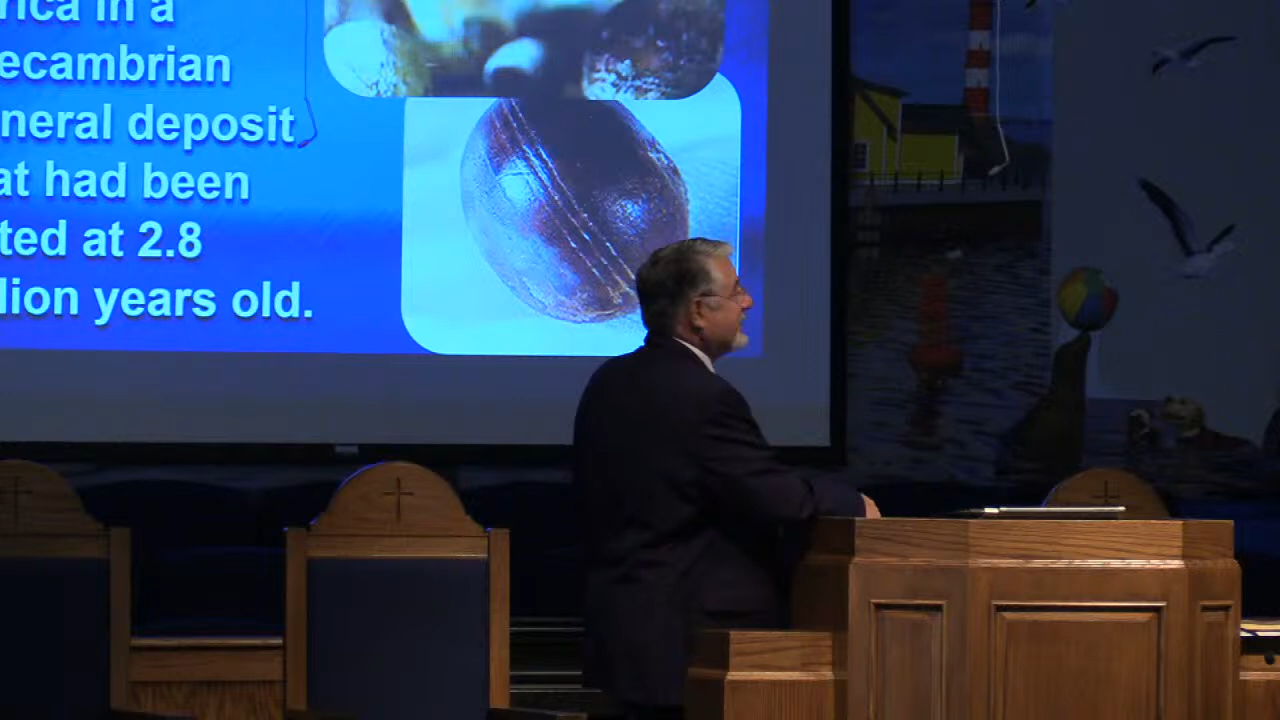 rica in a
ecambrian
neral deposit
at had been
ted at 2.8
lion years old.